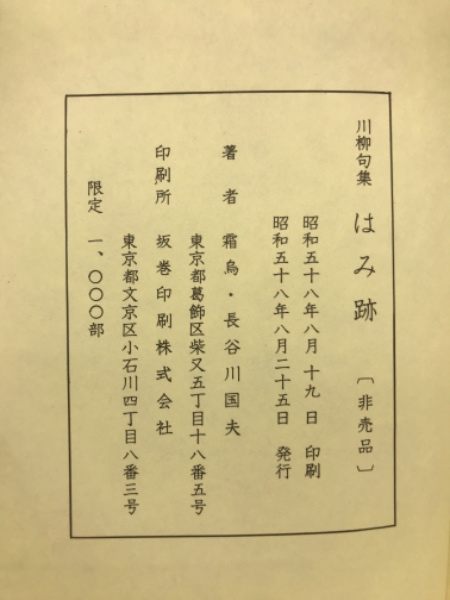 川柳句集 はみ跡 〔非売品〕
昭和五十八年八月十九日 印刷
昭和五十八年八月二十五日 発行
著者 霜烏・長谷川国夫
東京都葛飾区柴又五丁目十八番五号
印刷所 坂巻印刷株式会社
東京都文京区小石川四丁目八番三号
限定 一、〇〇〇部